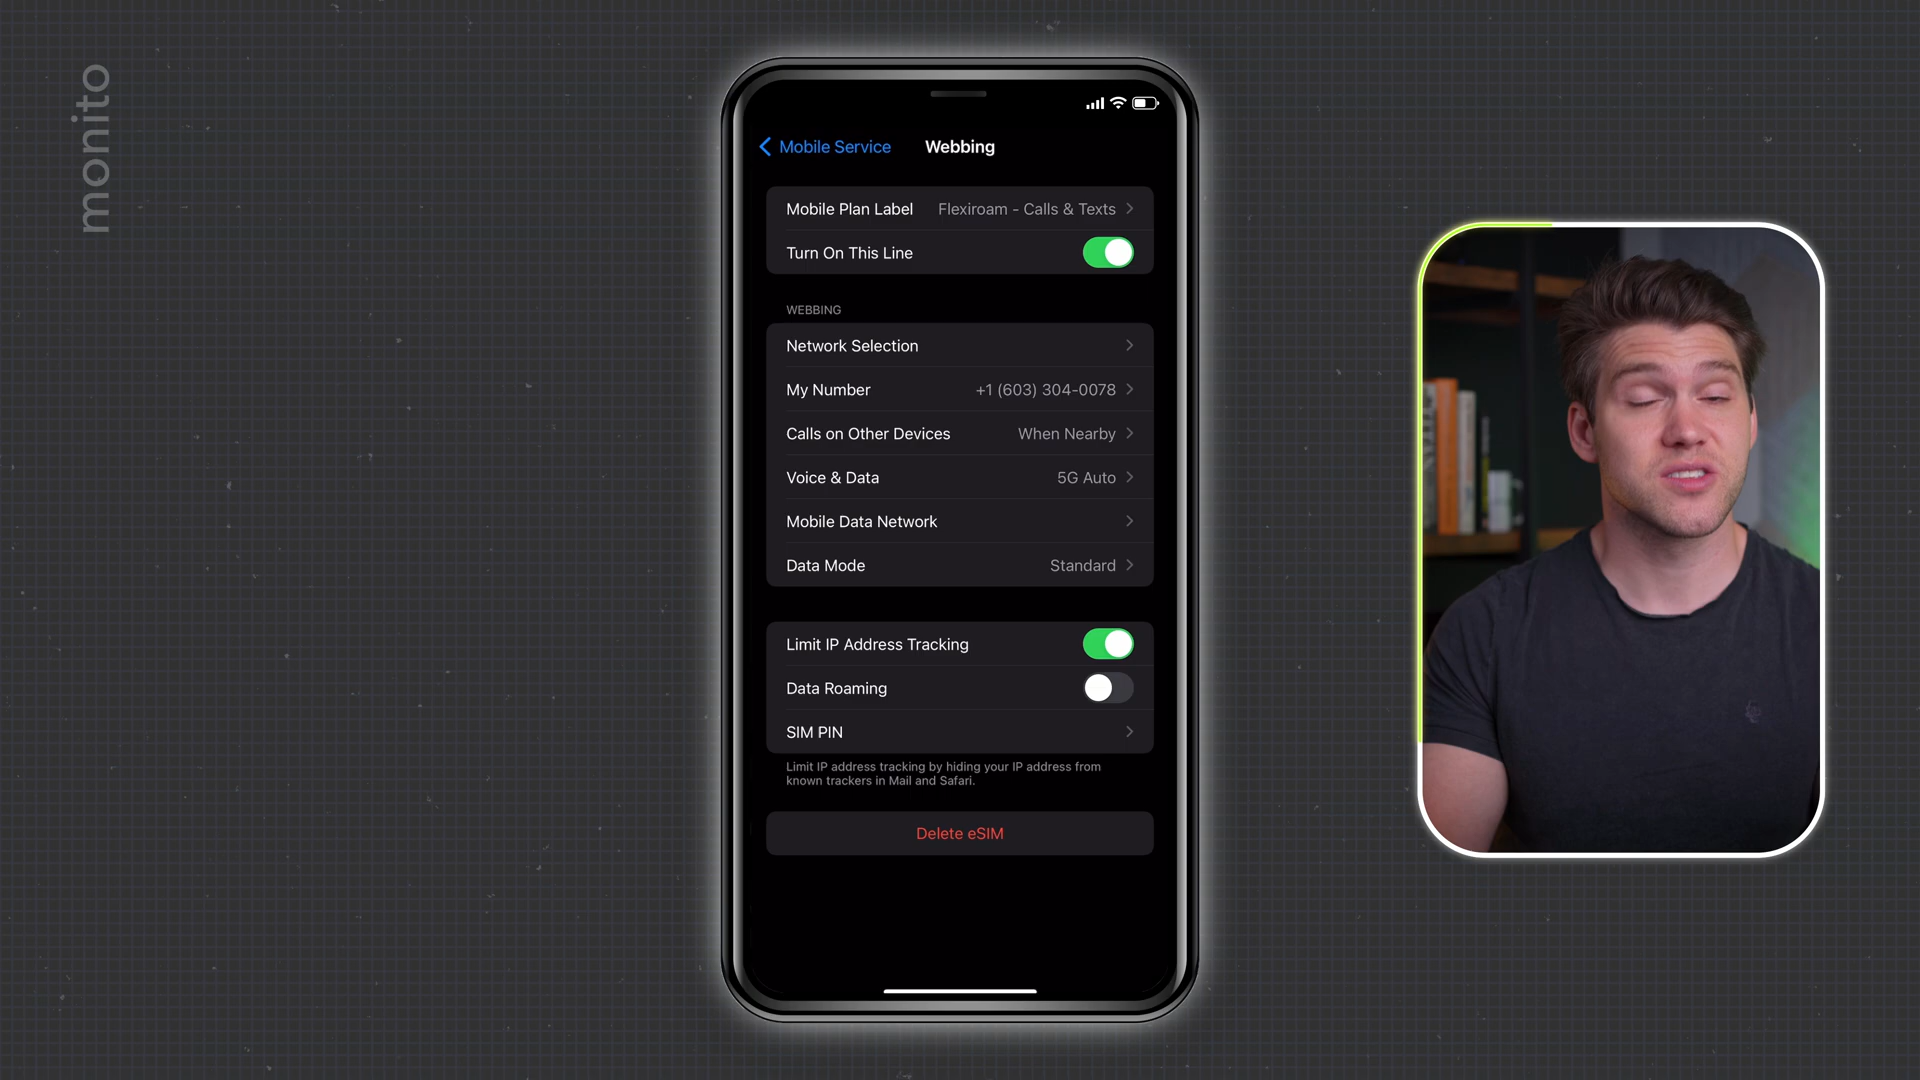 monito
Mobile Service
Webbing
Mobile Plan Label Flexiroam - Calls & Texts
Turn On This Line
WEBBING
Network Selection
My Number +1 (603) 304-0078
Calls on Other Devices When Nearby
Voice & Data 5G Auto
Mobile Data Network
Data Mode Standard
Limit IP Address Tracking
Data Roaming
SIM PIN
Limit IP address tracking by hiding your IP address from
known trackers in Mail and Safari.
Delete eSIM